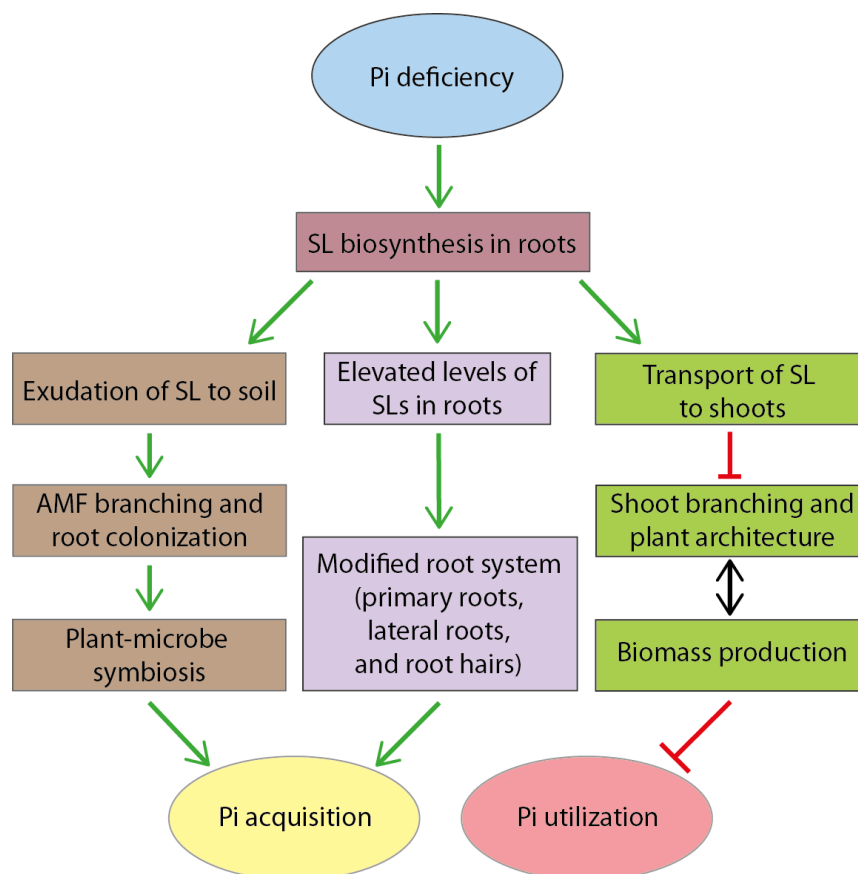 Pi deficiency
SL biosynthesis in roots
Exudation of SL to soil
Elevated levels of
SLs in roots
Transport of SL
to shoots
AMF branching and
root colonization
Shoot branching and
plant architecture
Modified root system
(primary roots,
lateral roots,
and root hairs)
Plant-microbe
symbiosis
Biomass production
Pi acquisition
Pi utilization